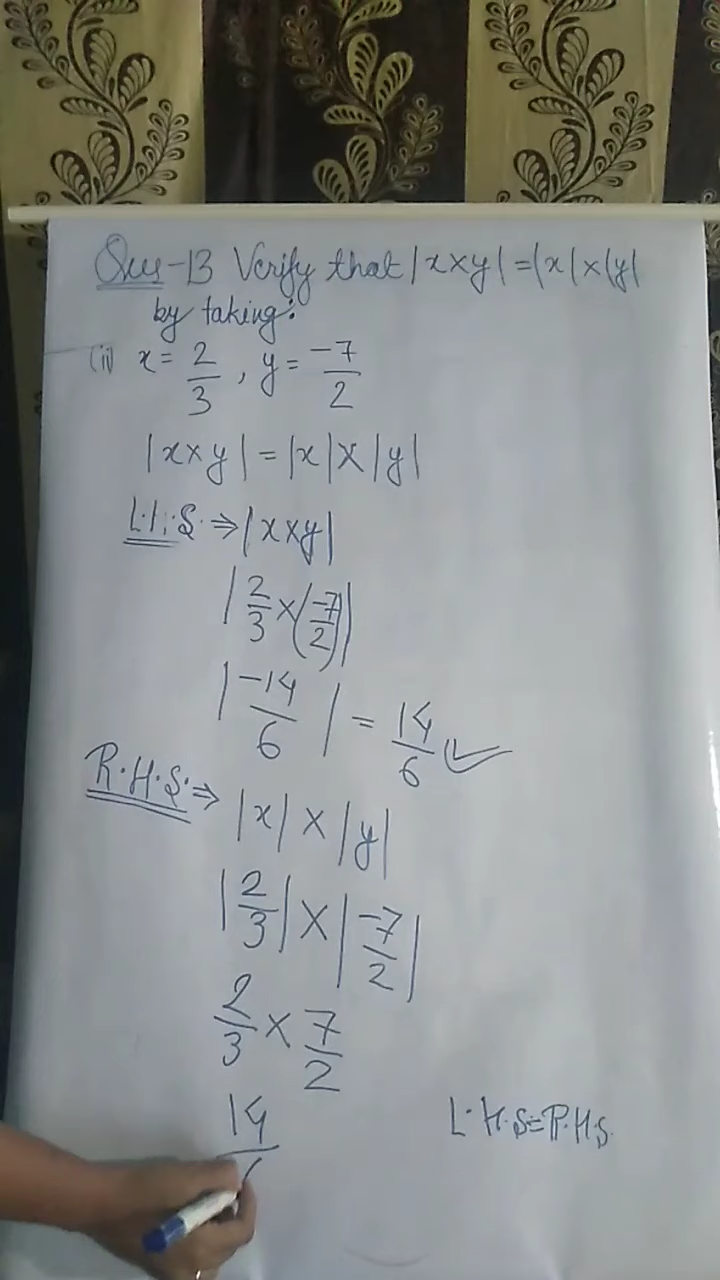 Ques-13 Verify that |x×y| = |x|×|y|
by taking:
(ii) x = 2/3, y = -7/2
|x×y| = |x|×|y|
L.H.S. ⇒ |x×y|
|2/3×(-7/2)|
|-14/6| = 14/6 ✓
R.H.S. ⇒ |x|×|y|
|2/3|×|-7/2|
2/3×7/2
14/
L.H.S=R.H.S.